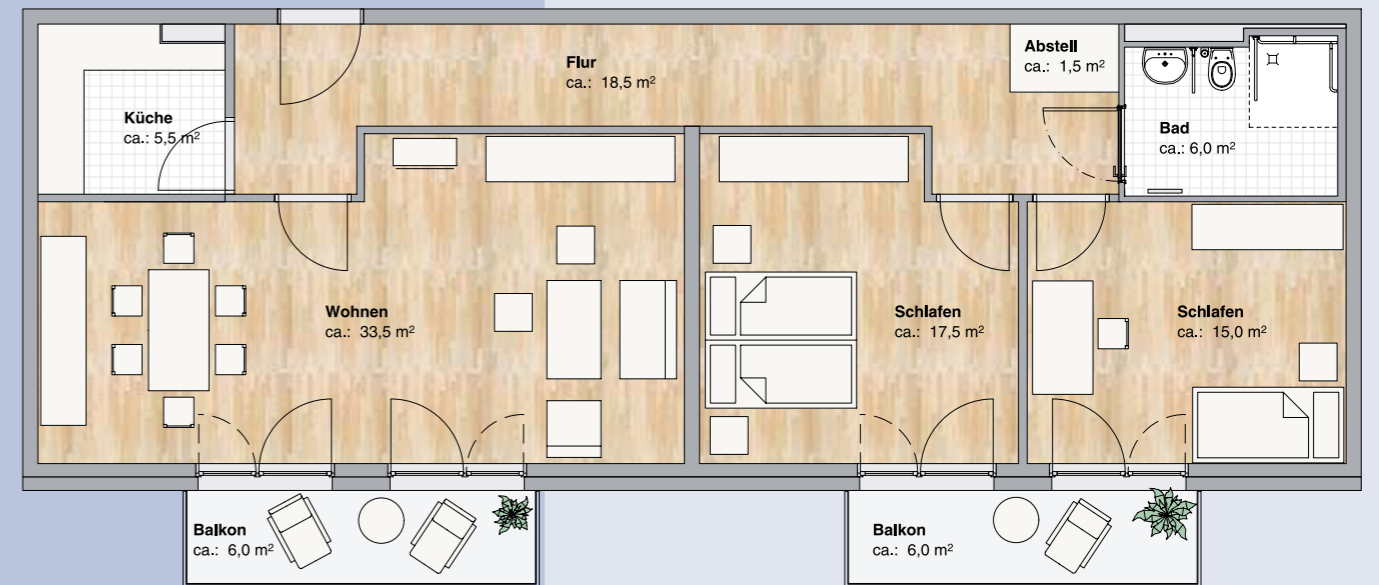 Flur
ca.: 18,5 m²
Abstell
ca.: 1,5 m²
Küche
ca.: 5,5 m²
Bad
ca.: 6,0 m²
Wohnen
ca.: 33,5 m²
Schlafen
ca.: 17,5 m²
Schlafen
ca.: 15,0 m²
Balkon
ca.: 6,0 m²
Balkon
ca.: 6,0 m²